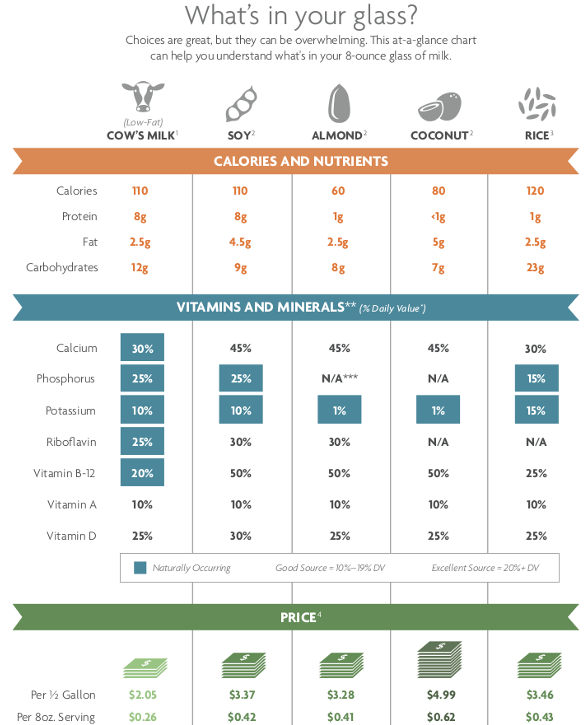 What's in your glass?
Choices are great, but they can be overwhelming. This at-a-glance chart
can help you understand what's in your 8-ounce glass of milk.
(Low-Fat)
COW'S MILK¹ SOY² ALMOND² COCONUT² RICE³
CALORIES AND NUTRIENTS
Calories 110 110 60 80 120
Protein 8g 8g 1g <1g 1g
Fat 2.5g 4.5g 2.5g 5g 2.5g
Carbohydrates 12g 9g 8g 7g 23g
VITAMINS AND MINERALS** (% Daily Value*)
Calcium 30% 45% 45% 45% 30%
Phosphorus 25% 25% N/A*** N/A 15%
Potassium 10% 10% 1% 1% 15%
Riboflavin 25% 30% 30% N/A N/A
Vitamin B-12 20% 50% 50% 50% 25%
Vitamin A 10% 10% 10% 10% 10%
Vitamin D 25% 30% 25% 25% 25%
Naturally Occurring Good Source = 10%–19% DV Excellent Source = 20%+ DV
PRICE⁴
$ $ $ $ $
Per ½ Gallon $2.05 $3.37 $3.28 $4.99 $3.46
Per 8oz. Serving $0.26 $0.42 $0.41 $0.62 $0.43